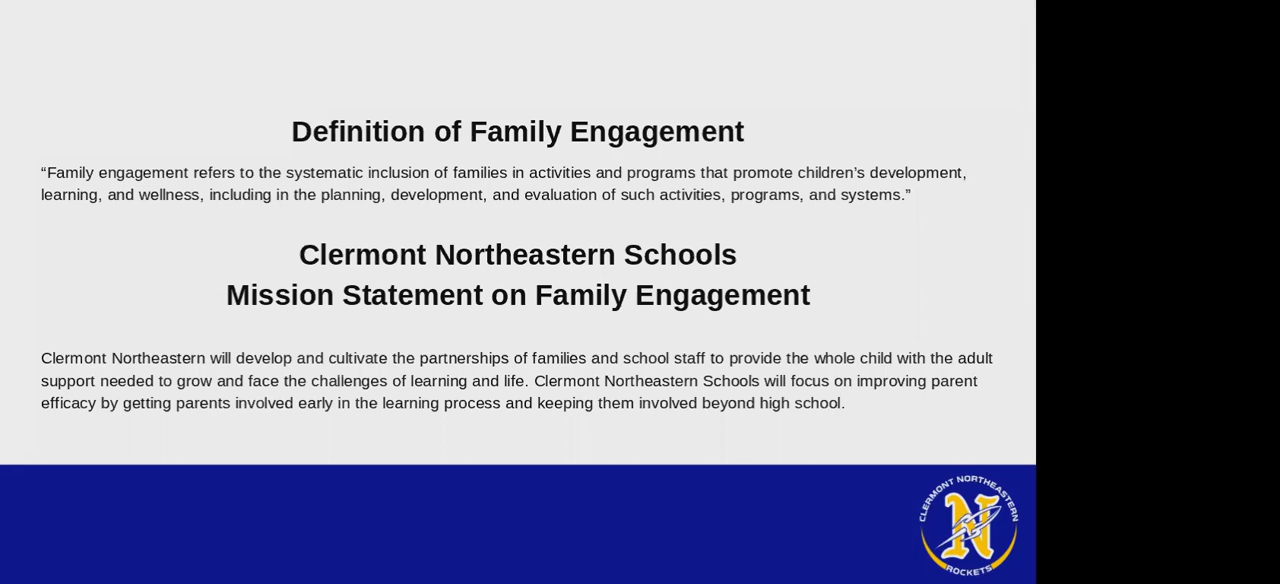 Definition of Family Engagement
“Family engagement refers to the systematic inclusion of families in activities and programs that promote children’s development,
learning, and wellness, including in the planning, development, and evaluation of such activities, programs, and systems.”
Clermont Northeastern Schools
Mission Statement on Family Engagement
Clermont Northeastern will develop and cultivate the partnerships of families and school staff to provide the whole child with the adult
support needed to grow and face the challenges of learning and life. Clermont Northeastern Schools will focus on improving parent
efficacy by getting parents involved early in the learning process and keeping them involved beyond high school.
CLERMONT NORTHEASTERN
N
ROCKETS